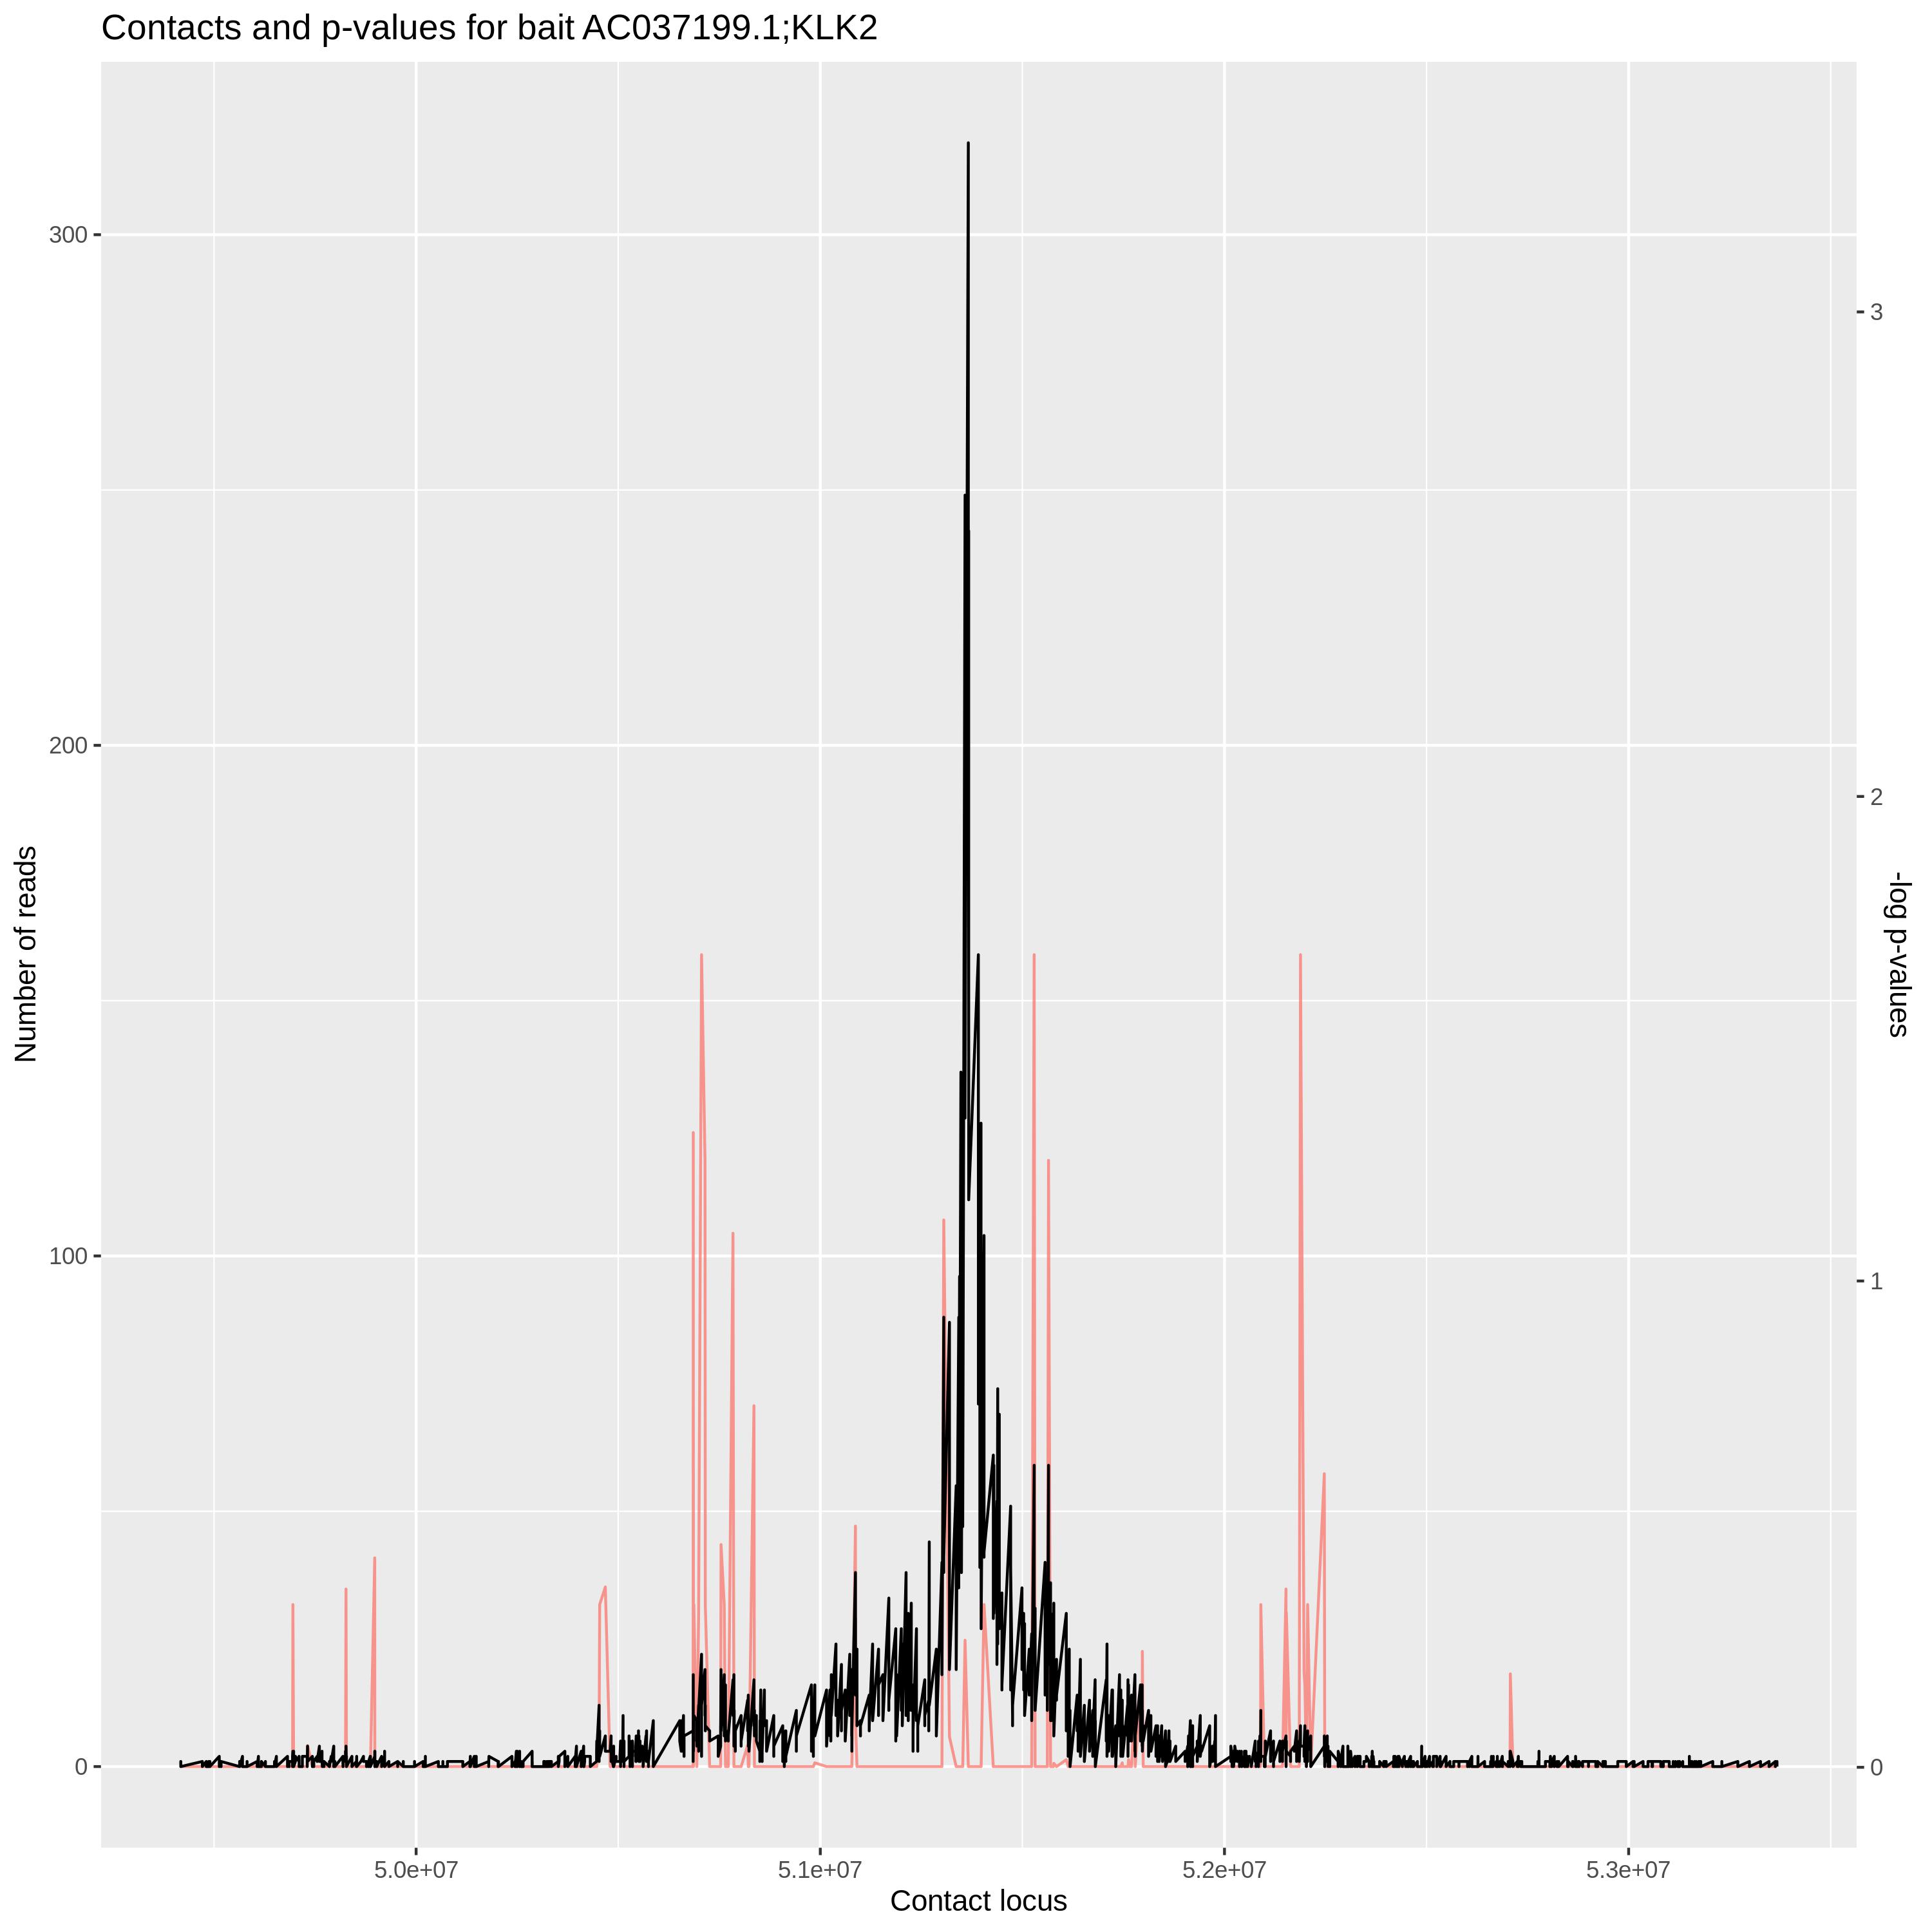 Contacts and p-values for bait AC037199.1;KLK2
300
200
100
0
Number of reads
3
2
1
0
-log p-values
5.0e+07
5.1e+07
5.2e+07
5.3e+07
Contact locus